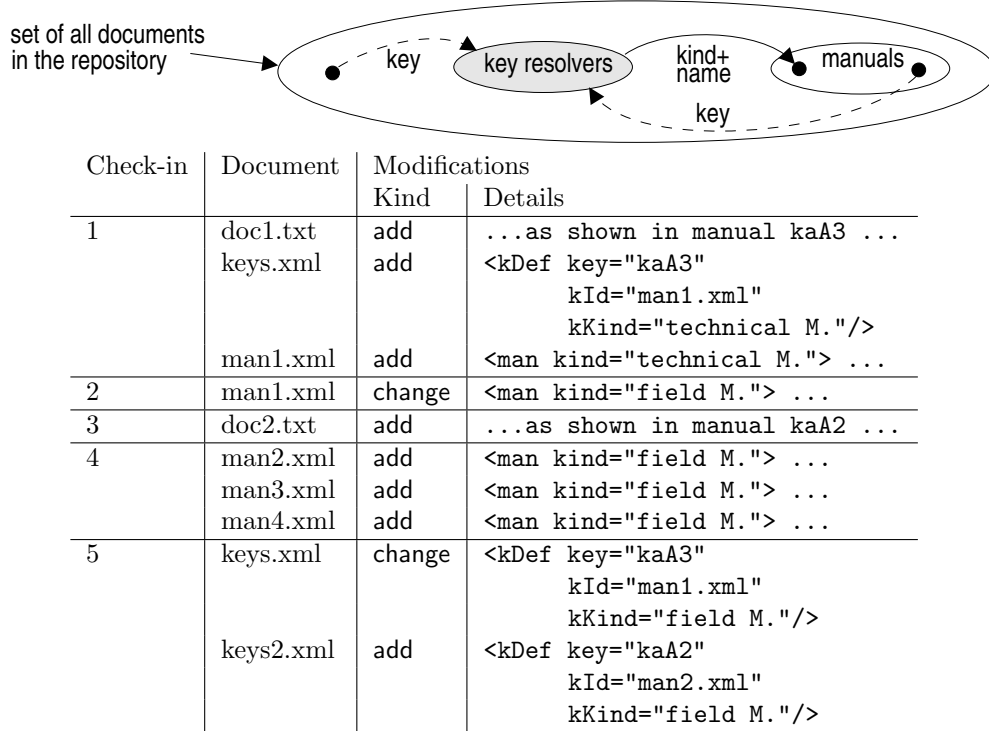 set of all documents
in the repository
key
key resolvers
kind+
name
manuals
key
Check-in Document Modifications
Kind Details
1 doc1.txt add ...as shown in manual kaA3 ...
keys.xml add <kDef key="kaA3"
kId="man1.xml"
kKind="technical M."/>
man1.xml add <man kind="technical M."> ...
2 man1.xml change <man kind="field M."> ...
3 doc2.txt add ...as shown in manual kaA2 ...
4 man2.xml add <man kind="field M."> ...
man3.xml add <man kind="field M."> ...
man4.xml add <man kind="field M."> ...
5 keys.xml change <kDef key="kaA3"
kId="man1.xml"
kKind="field M."/>
keys2.xml add <kDef key="kaA2"
kId="man2.xml"
kKind="field M."/>